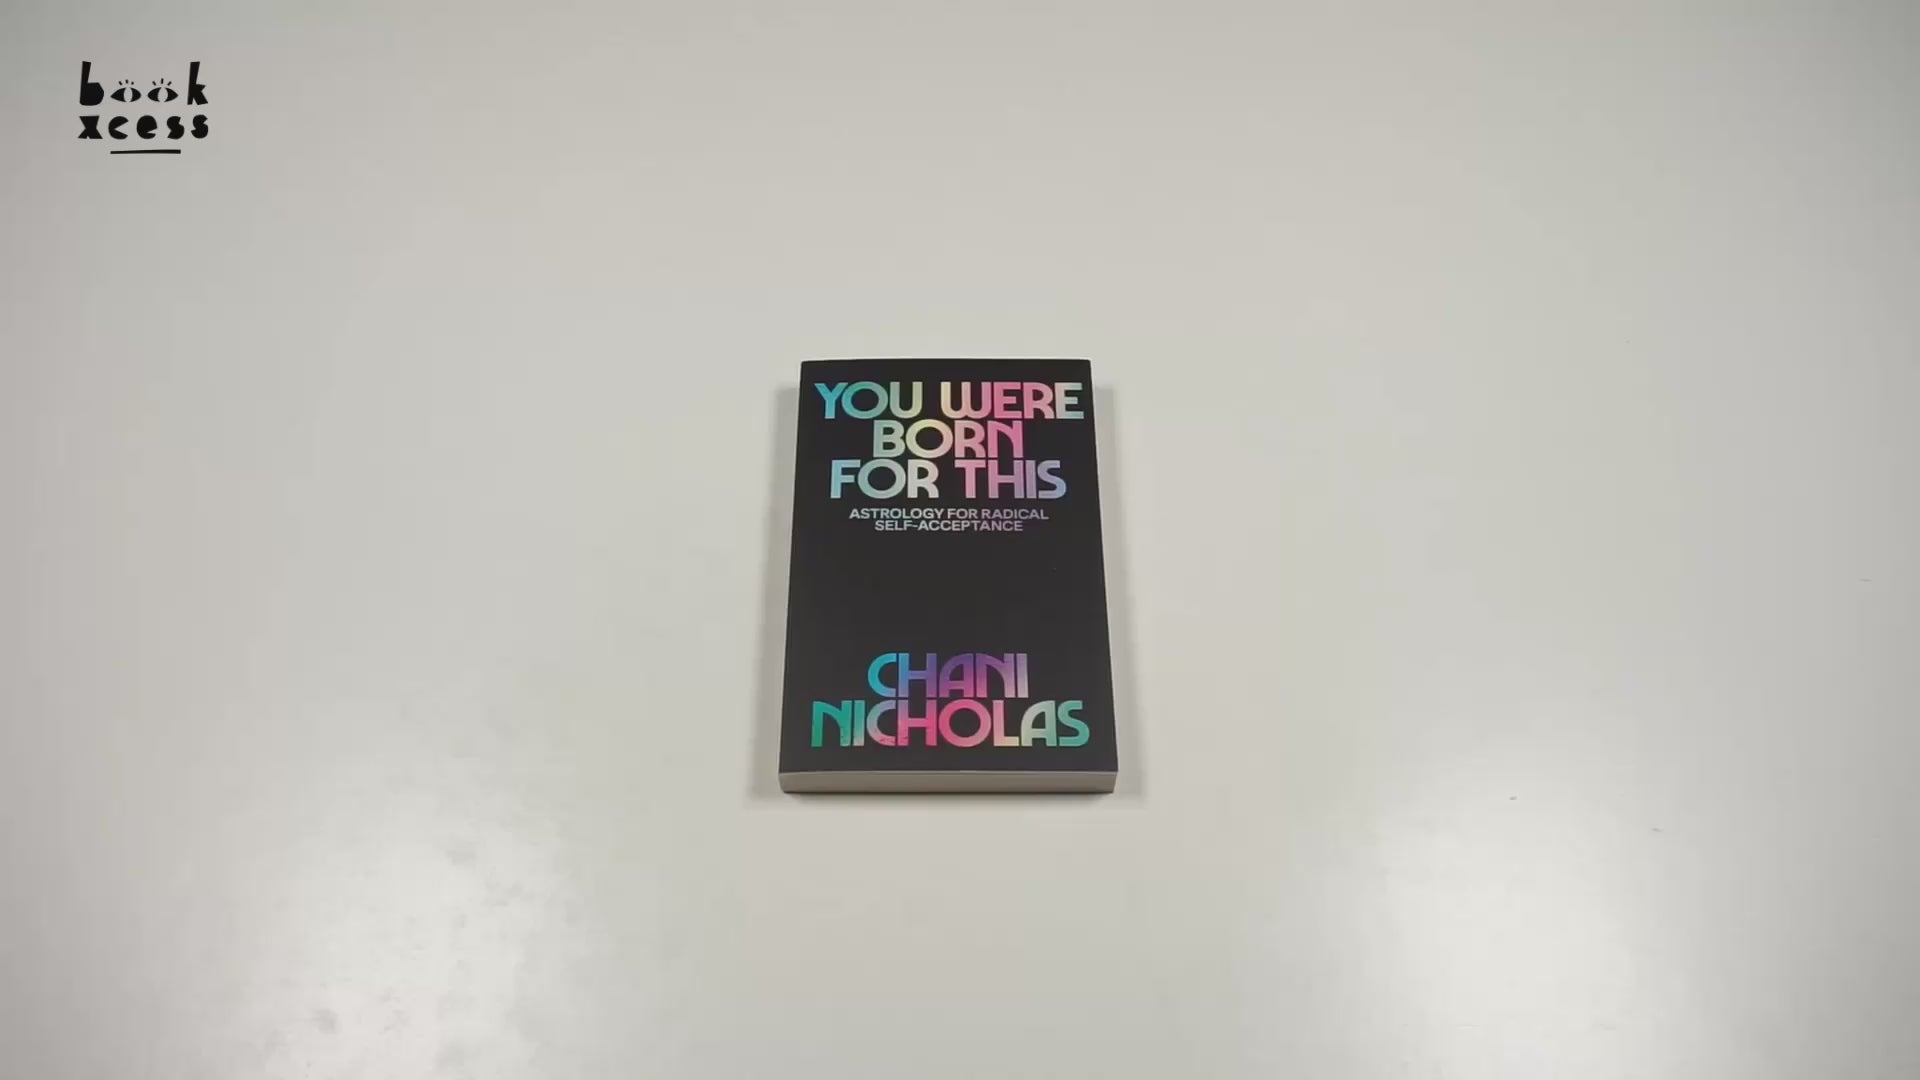 book
xcess
YOU WERE
BORN
FOR THIS
ASTROLOGY FOR RADICAL
SELF-ACCEPTANCE
CHANI
NICHOLAS